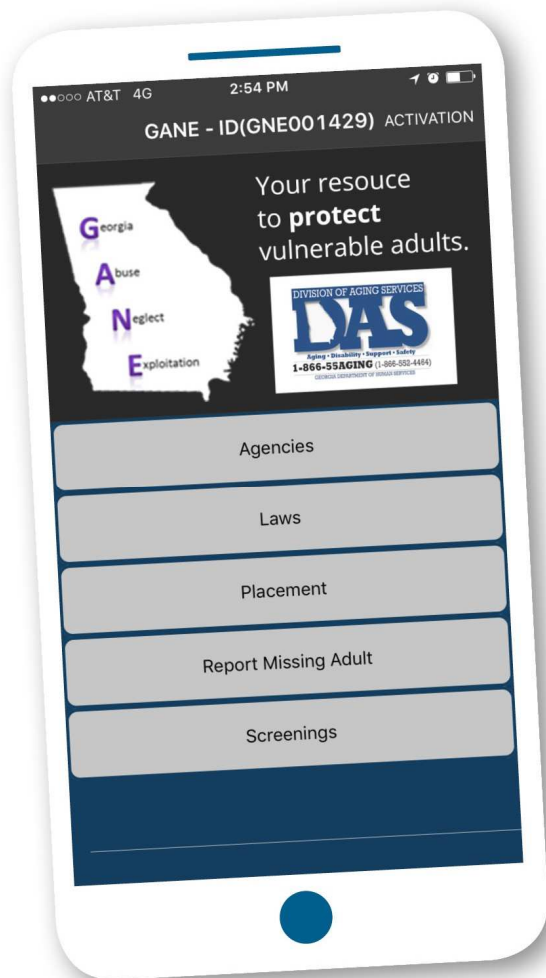 AT&T 4G 2:54 PM
GANE - ID(GNE001429) ACTIVATION
Georgia
Abuse
Neglect
Exploitation
Your resouce
to protect
vulnerable adults.
DIVISION OF AGING SERVICES
DAS
Aging • Disability • Support • Safety
1-866-55AGING (1-866-552-4464)
GEORGIA DEPARTMENT OF HUMAN SERVICES
Agencies
Laws
Placement
Report Missing Adult
Screenings